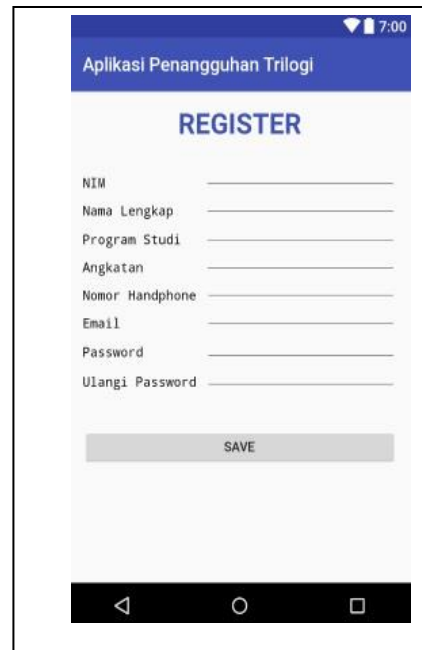 7:00
Aplikasi Penangguhan Trilogi
REGISTER
NIM
Nama Lengkap
Program Studi
Angkatan
Nomor Handphone
Email
Password
Ulangi Password
SAVE